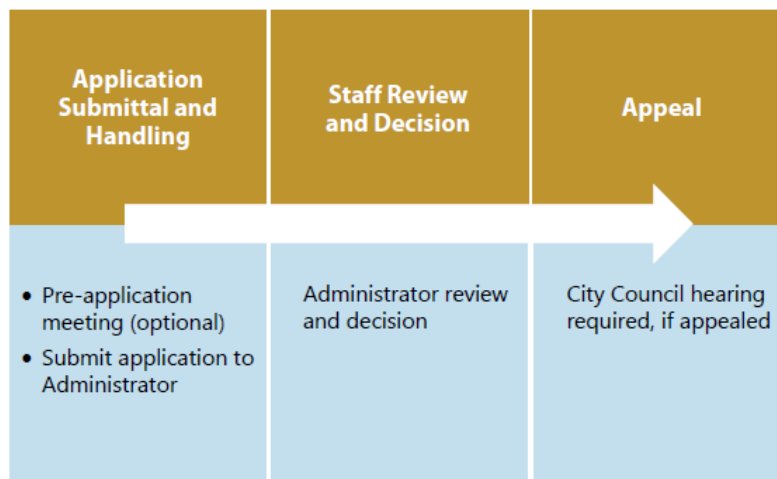 Application
Submittal and
Handling
Staff Review
and Decision
Appeal
• Pre-application
meeting (optional)
• Submit application to
Administrator
Administrator review
and decision
City Council hearing
required, if appealed